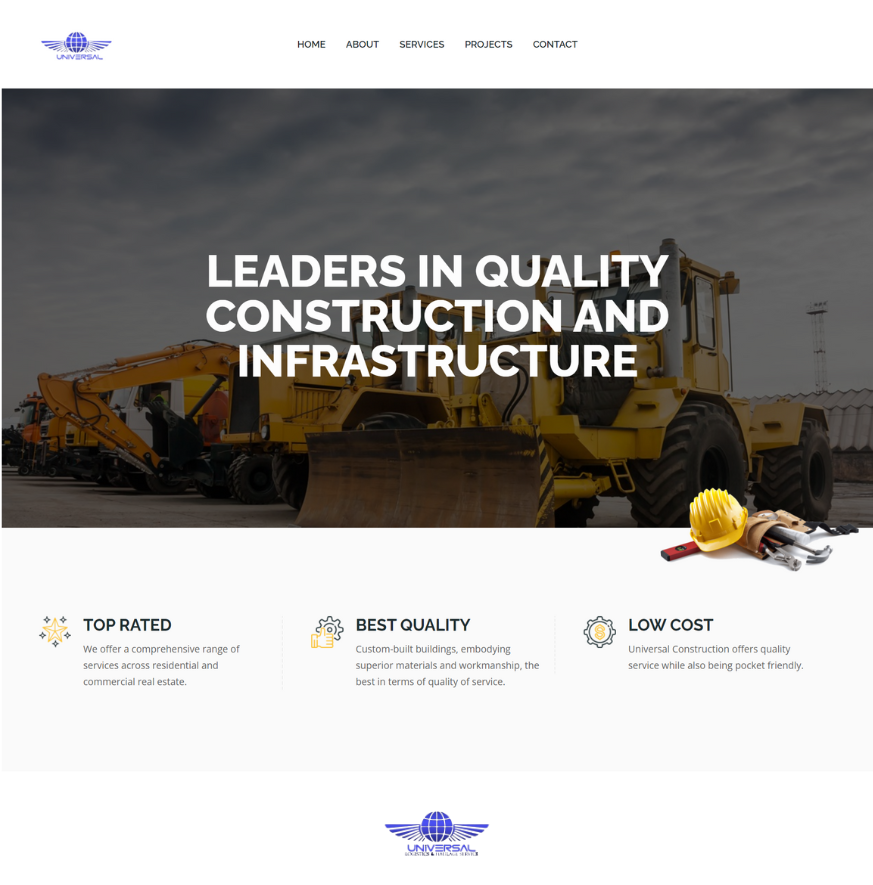 UNIVERSAL
HOME ABOUT SERVICES PROJECTS CONTACT
LEADERS IN QUALITY
CONSTRUCTION AND
INFRASTRUCTURE
TOP RATED
We offer a comprehensive range of
services across residential and
commercial real estate.
BEST QUALITY
Custom-built buildings, embodying
superior materials and workmanship, the
best in terms of quality of service.
LOW COST
Universal Construction offers quality
service while also being pocket friendly.
UNIVERSAL
LOGISTICS & HAULAGE SERVICE